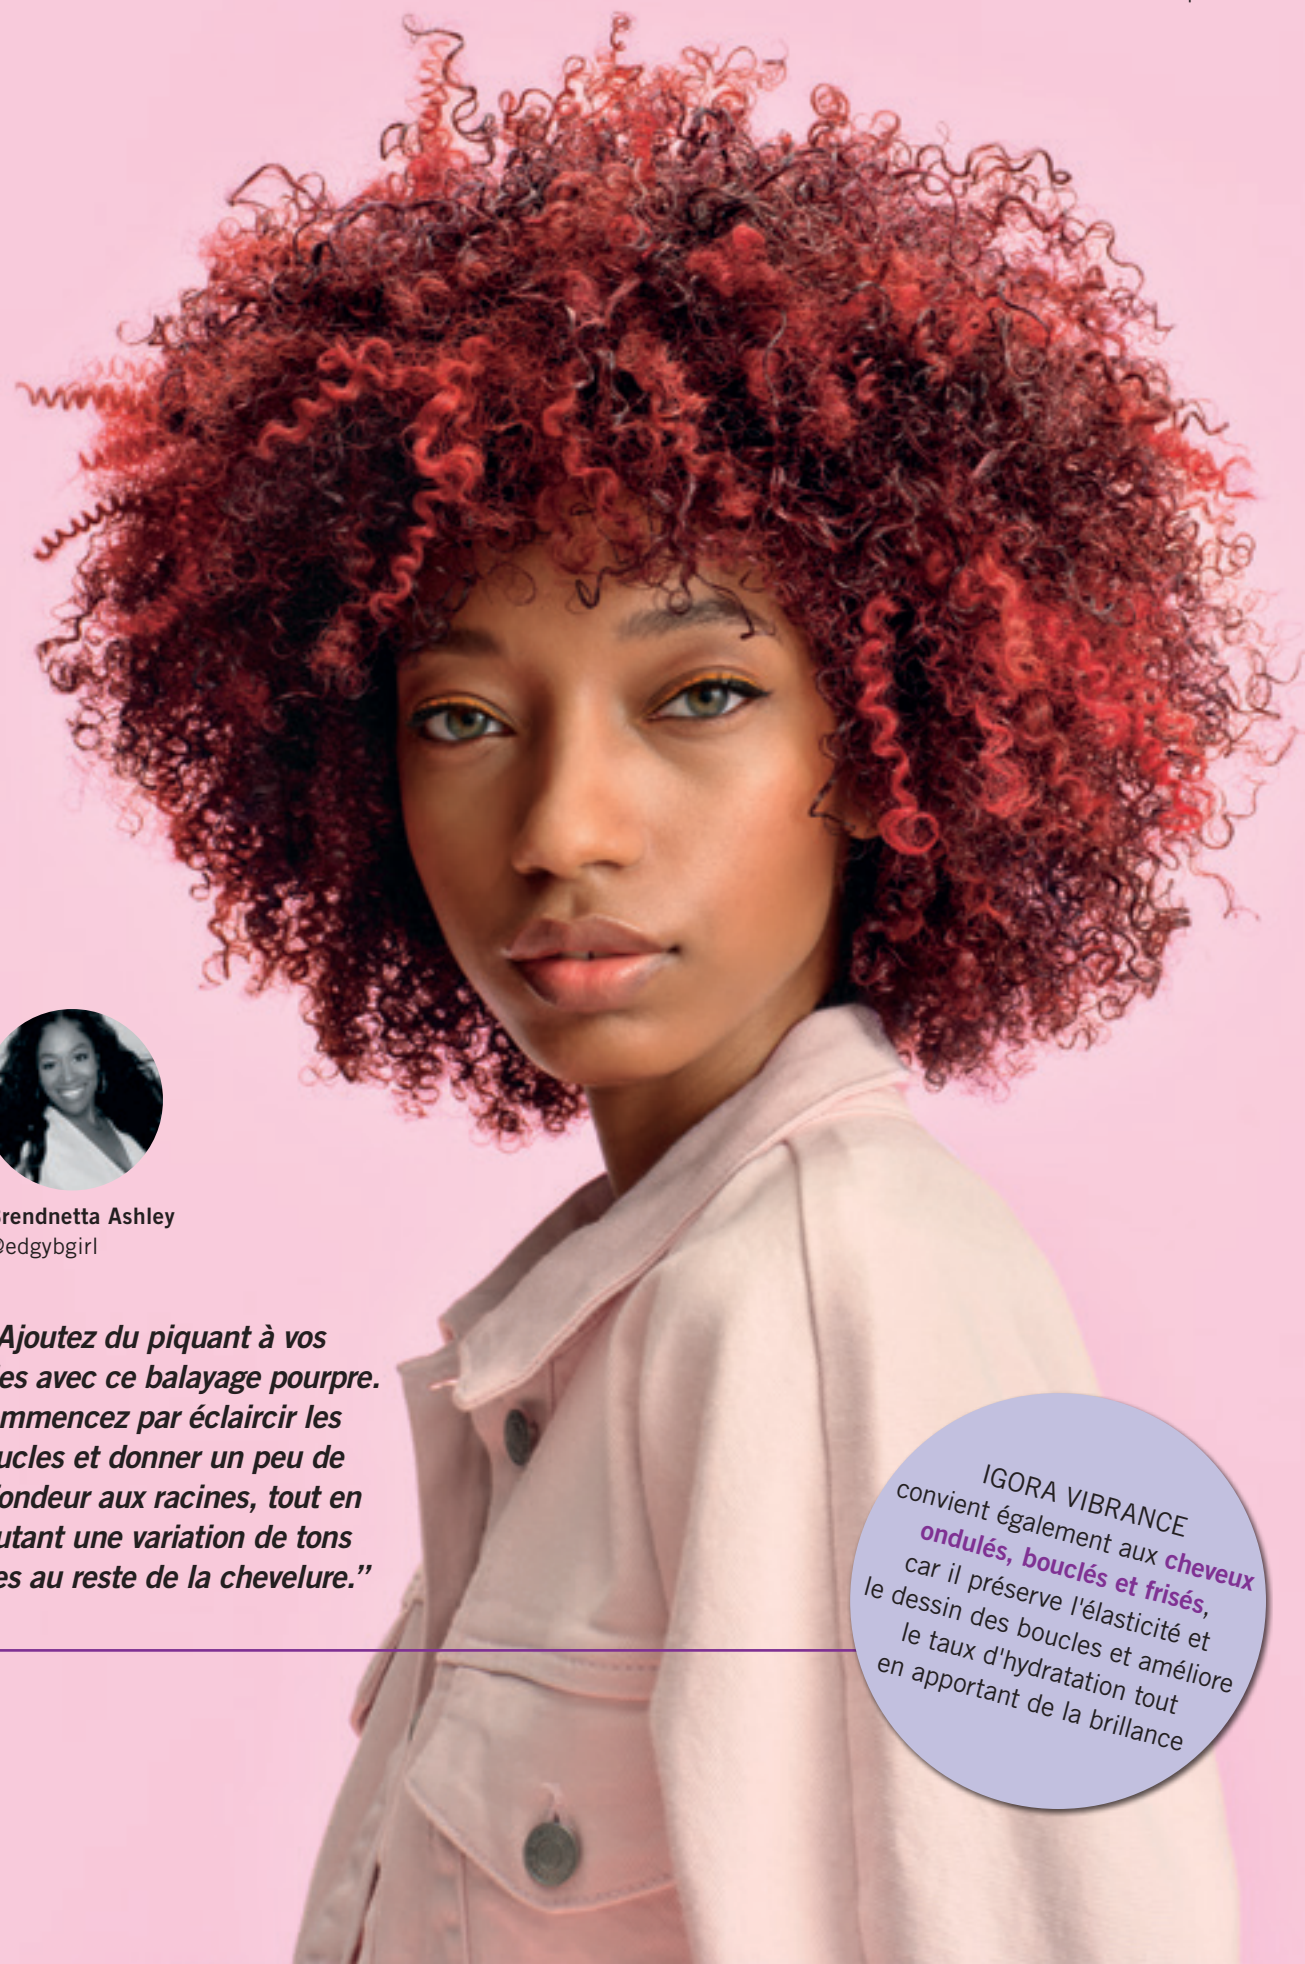 rendnetta Ashley
@edgybgirl
Ajoutez du piquant à vos
es avec ce balayage pourpre.
mmencez par éclaircir les
ucles et donner un peu de
ondeur aux racines, tout en
utant une variation de tons
es au reste de la chevelure.”
IGORA VIBRANCE
convient également aux cheveux
ondulés, bouclés et frisés,
car il préserve l'élasticité et
le dessin des boucles et améliore
le taux d'hydratation tout
en apportant de la brillance